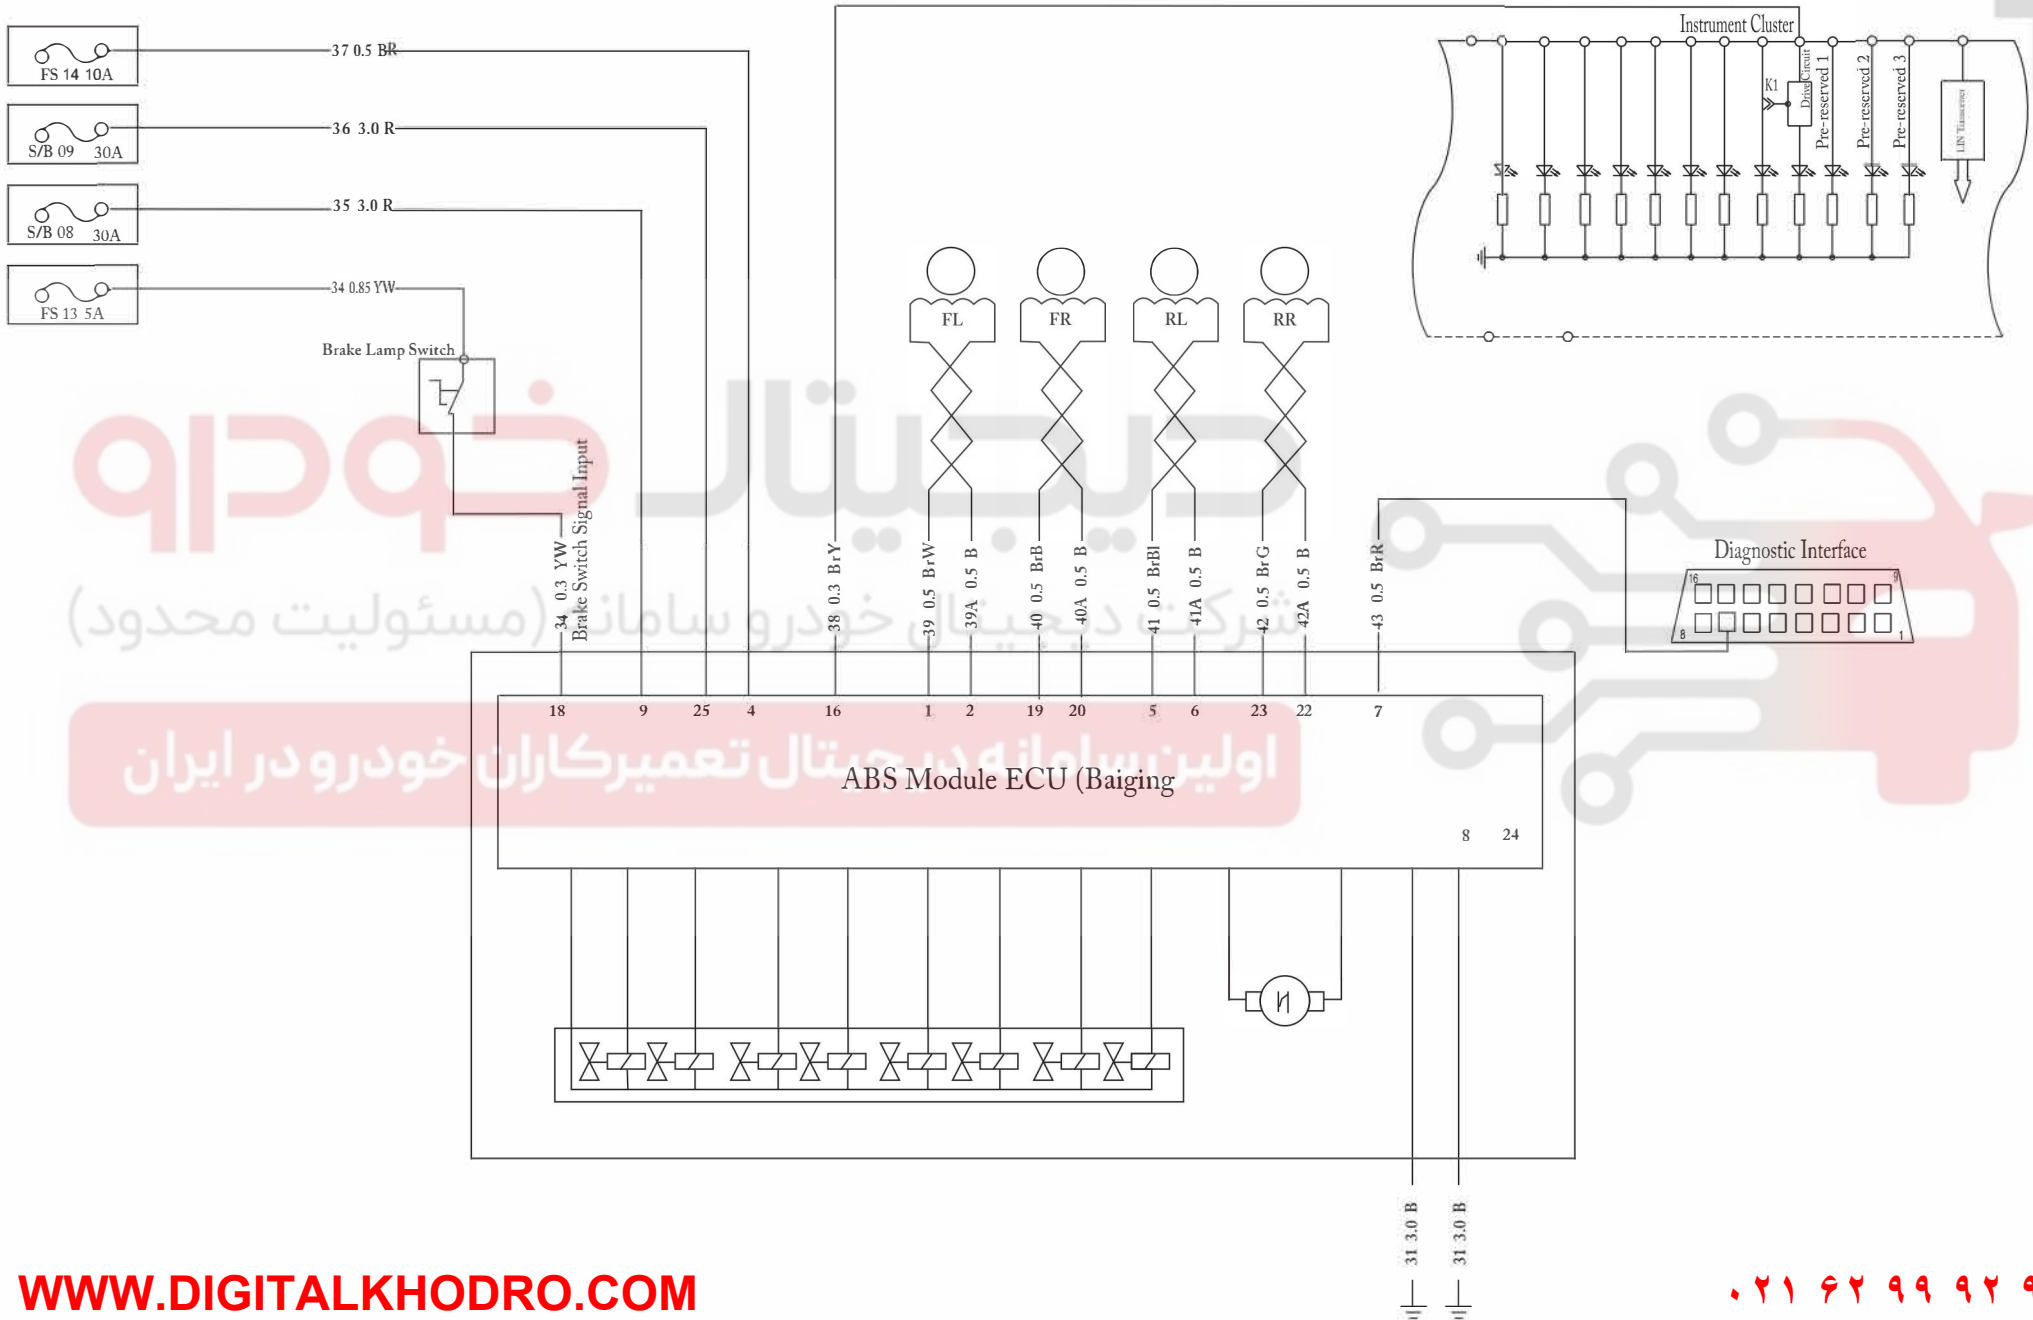 Instrument Cluster
37 0.5 BR
FS 14 10A
K1
Drive Circuit
Pre-reserved 1
Pre-reserved 2
Pre-reserved 3
36 3.0 R
S/B 09 30A
35 3.0 R
S/B 08 30A
34 0.85 YW
FS 13 5A
FL
FR
RL
RR
Brake Lamp Switch
دیجیتال خودرو
34 0.3 YW
Brake Switch Signal Input
38 0.3 BrY
39 0.5 BrW
39A 0.5 B
40 0.5 BrB
40A 0.5 B
41 0.5 BrBl
41A 0.5 B
42 0.5 BrG
42A 0.5 B
43 0.5 BrR
Diagnostic Interface
16 9
8 1
شرکت دیجیتال خودرو سامانه (مسئولیت محدود)
18 9 25 4 16 1 2 19 20 5 6 23 22 7
اولین سامانه دیجیتال تعمیرکاران خودرو در ایران
ABS Module ECU (Baiging
8 24
31 3.0 B
31 3.0 B
WWW.DIGITALKHODRO.COM
۰۲۱ ۶۲ ۹۹ ۹۲ ۹